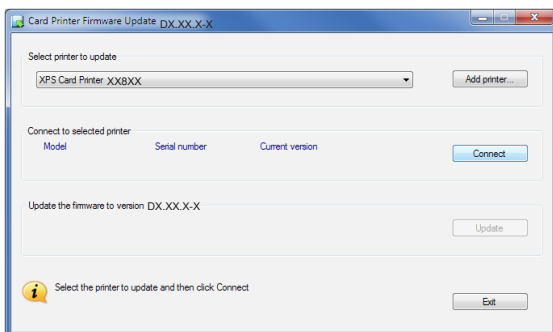 Card Printer Firmware Update DX.XX.X-X
Select printer to update
XPS Card Printer XX8XX
Add printer...
Connect to selected printer
Model Serial number Current version
Connect
Update the firmware to version DX.XX.X-X
Update
Select the printer to update and then click Connect
Exit